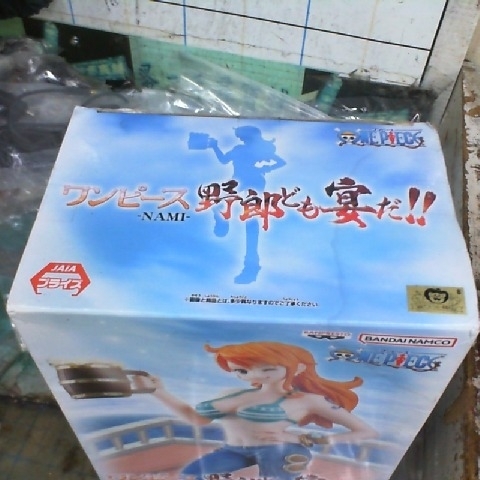 ONE PIECE
ワンピース 野郎ども宴だ!!
-NAMI-
JAIA
プライズ
BANPRESTO
BANDAI NAMCO
ONE PIECE